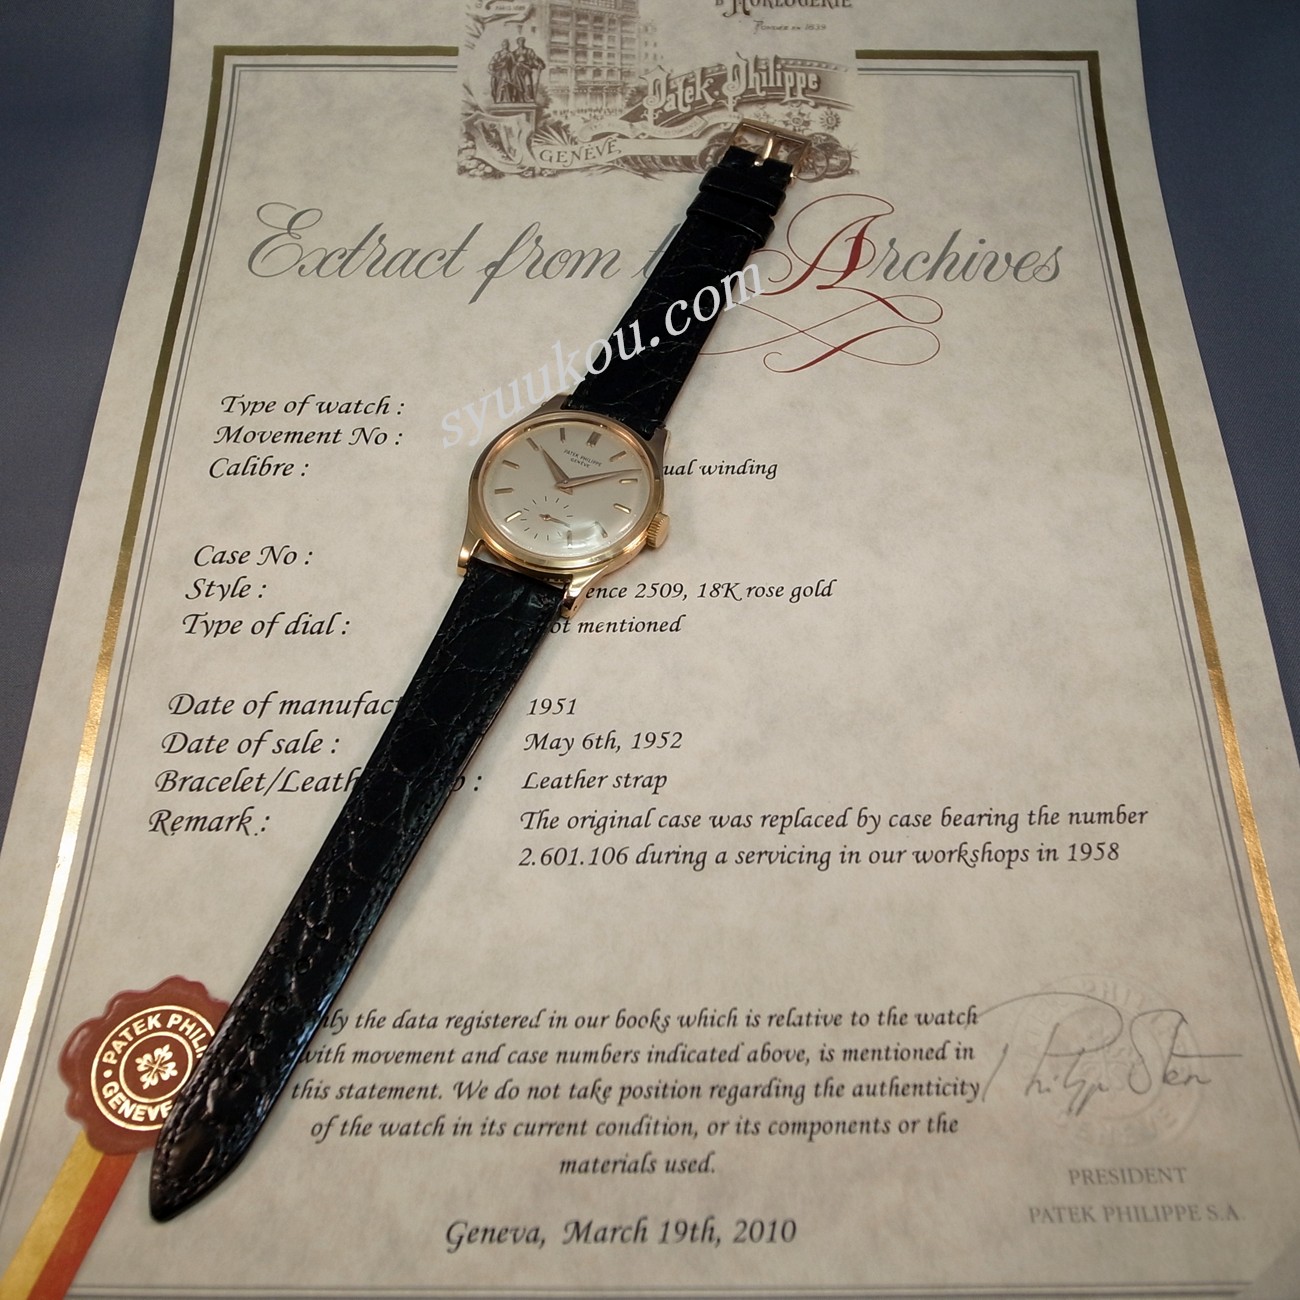 D'HORLOGERIE
FONDÉE EN 1839
Patek. Philippe
GENÈVE
Extract from Archives
syuukou.com
Type of watch :
Movement No :
Calibre : ual winding
PATEK PHILIPPE
GENÈVE
Case No :
Style : ence 2509, 18K rose gold
Type of dial : ot mentioned
Date of manufact 1951
Date of sale : May 6th, 1952
Bracelet/Leath p : Leather strap
Remark : The original case was replaced by case bearing the number
2.601.106 during a servicing in our workshops in 1958
nly the data registered in our books which is relative to the watch
with movement and case numbers indicated above, is mentioned in
this statement. We do not take position regarding the authenticity
of the watch in its current condition, or its components or the
materials used.
PATEK PHILI
GENEVE
PRESIDENT
PATEK PHILIPPE S.A.
Geneva, March 19th, 2010